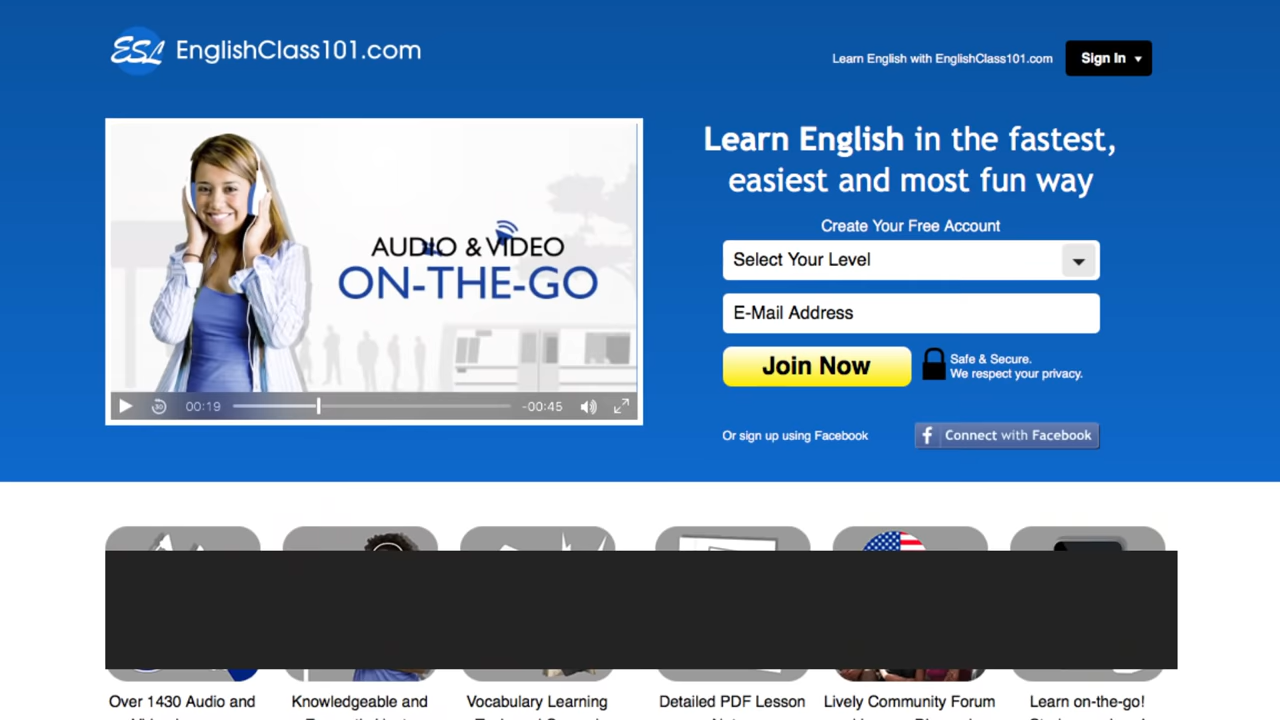 ESL EnglishClass101.com
Learn English with EnglishClass101.com
Sign In
AUDIO & VIDEO
ON-THE-GO
30
00:19
-00:45
Learn English in the fastest,
easiest and most fun way
Create Your Free Account
Select Your Level
E-Mail Address
Join Now
Safe & Secure.
We respect your privacy.
Or sign up using Facebook
f Connect with Facebook
Over 1430 Audio and
Knowledgeable and
Vocabulary Learning
Detailed PDF Lesson
Lively Community Forum
Learn on-the-go!